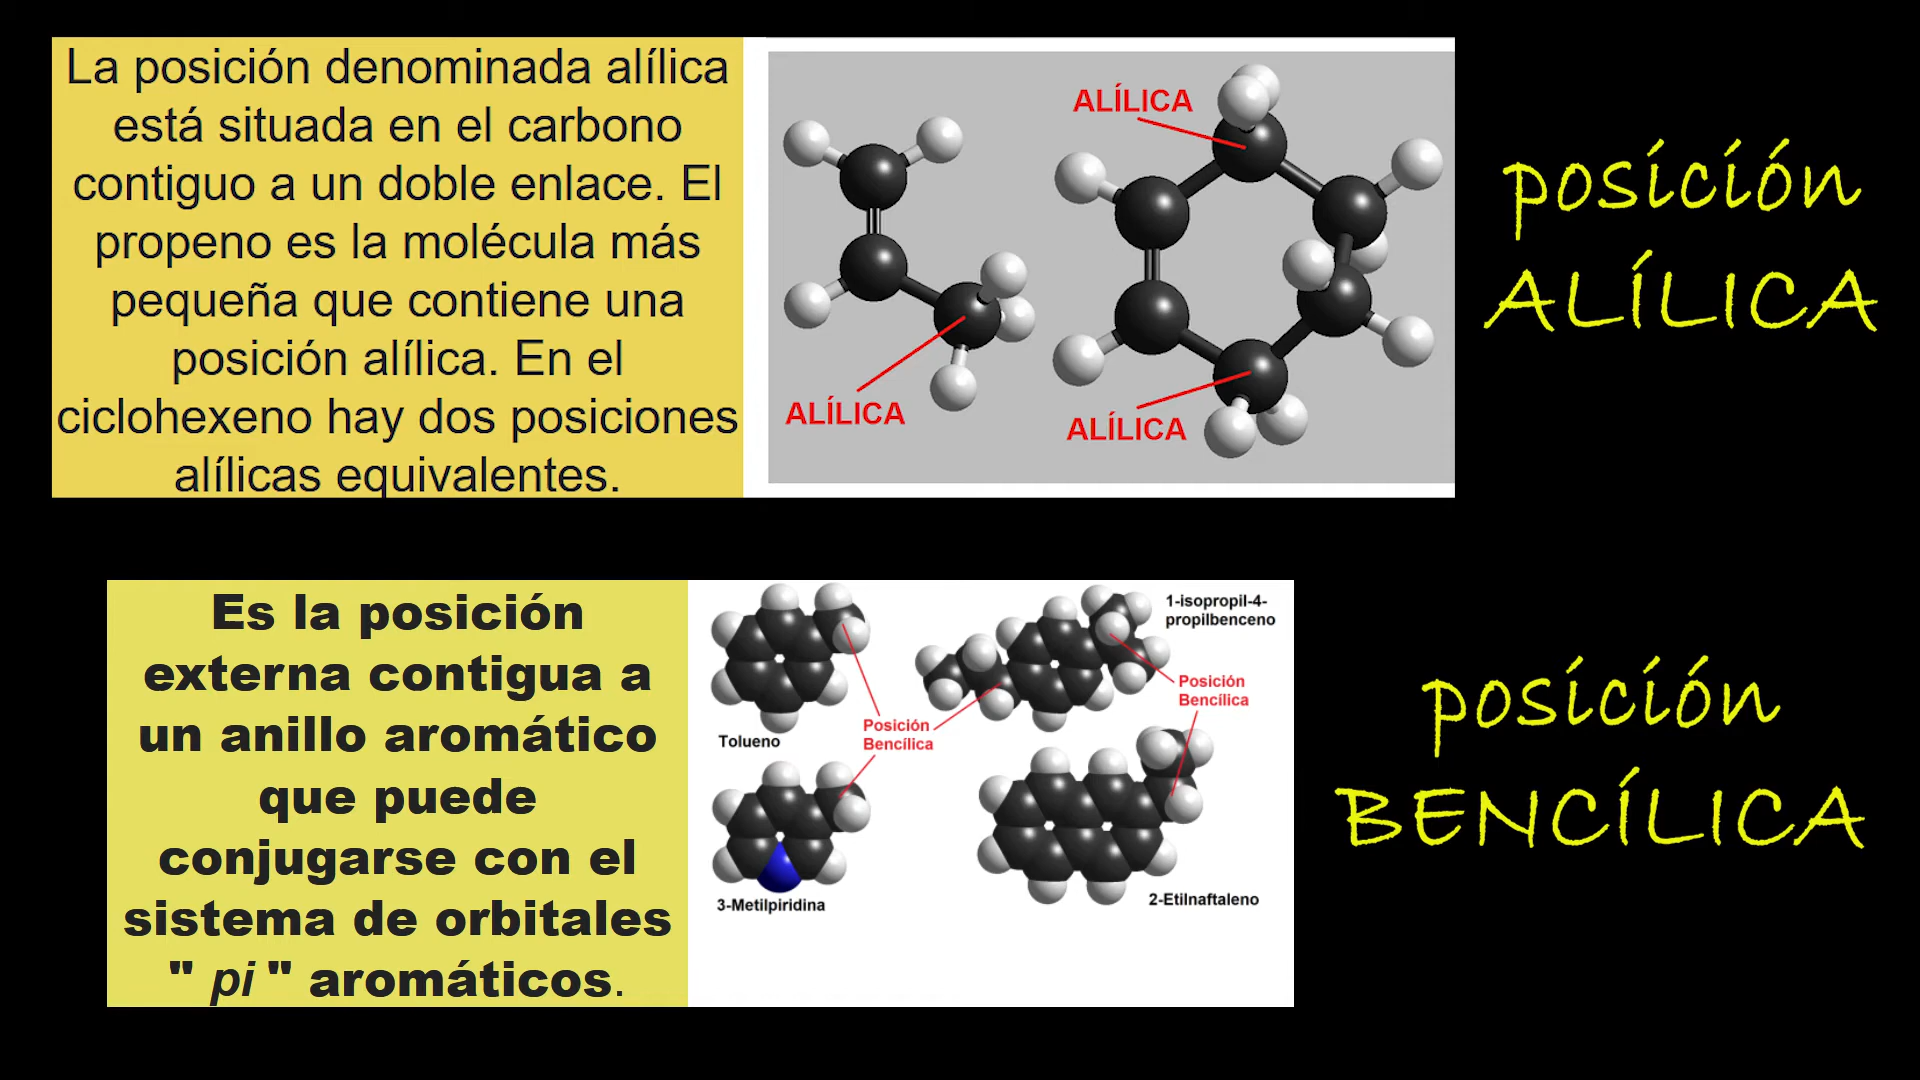 La posición denominada alílica
está situada en el carbono
contiguo a un doble enlace. El
propeno es la molécula más
pequeña que contiene una
posición alílica. En el
ciclohexeno hay dos posiciones
alílicas equivalentes.
ALÍLICA
ALÍLICA
ALÍLICA
posición
ALÍLICA
Es la posición
externa contigua a
un anillo aromático
que puede
conjugarse con el
sistema de orbitales
" pi " aromáticos.
1-isopropil-4-
propilbenceno
Posición
Bencílica
Tolueno
Posición
Bencílica
3-Metilpiridina
2-Etilnaftaleno
posición
BENCÍLICA